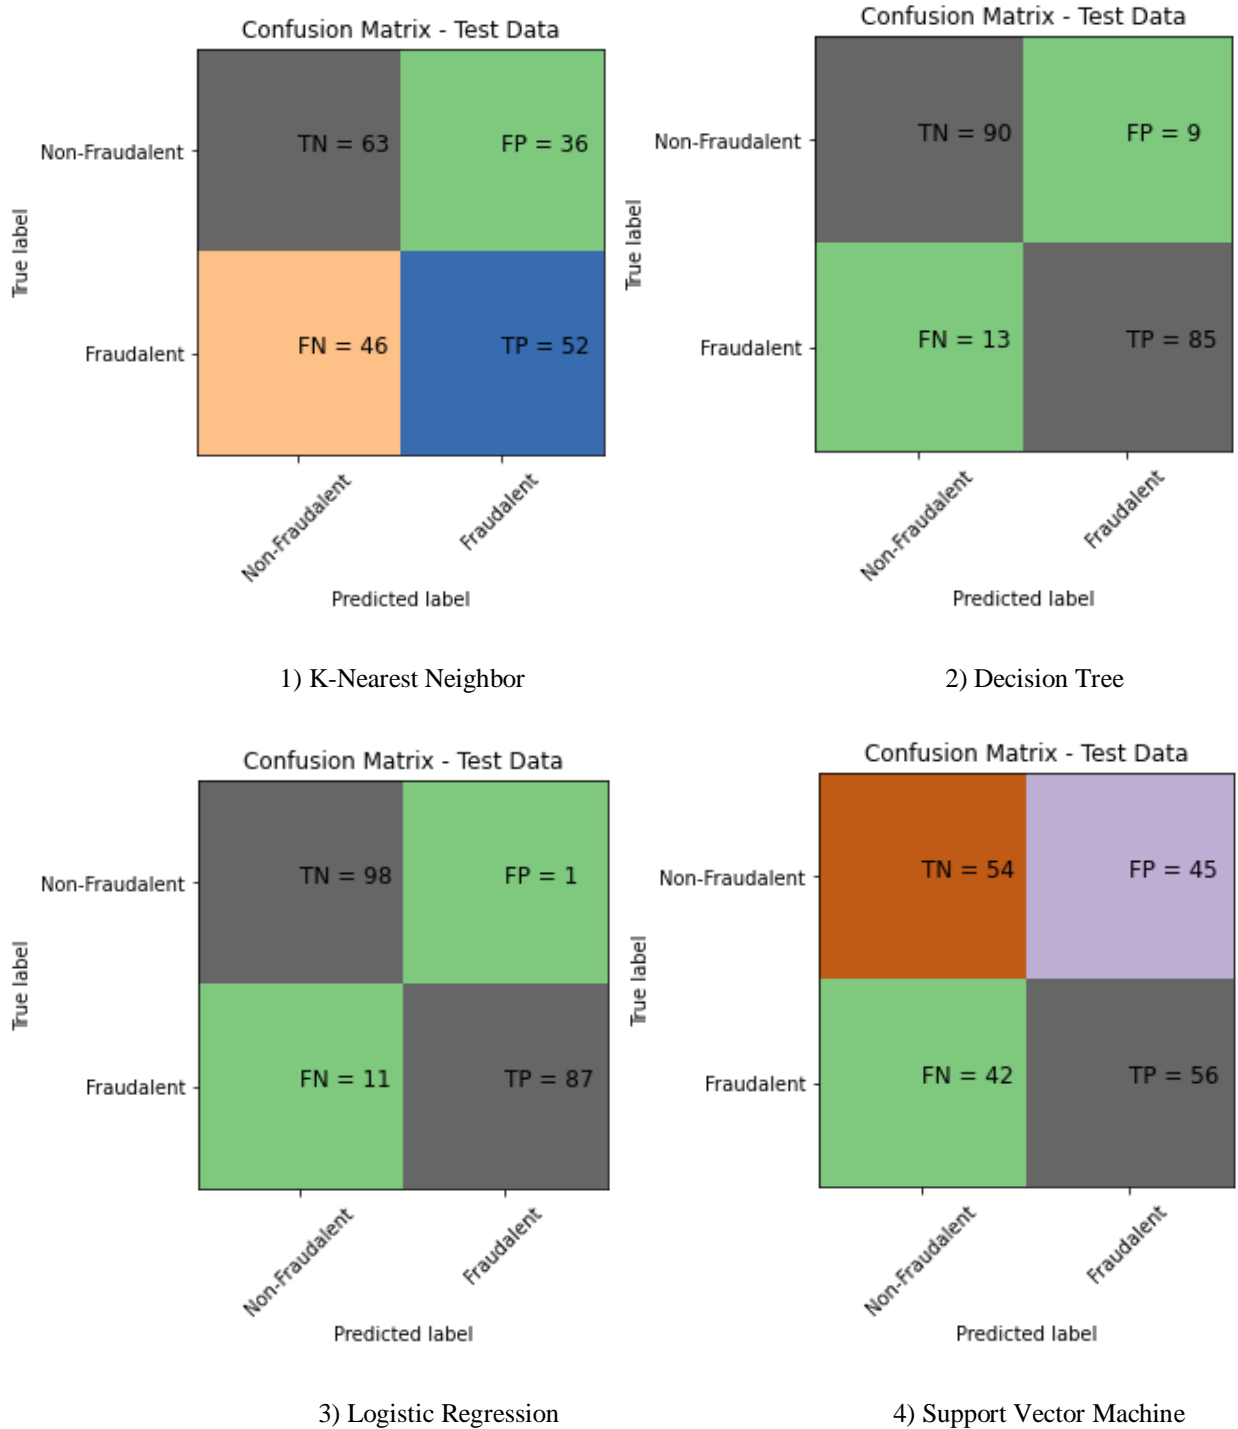 Confusion Matrix - Test Data
True label
Non-Fraudalent
TN = 63
FP = 36
Fraudalent
FN = 46
TP = 52
Non-Fraudalent
Fraudalent
Predicted label
1) K-Nearest Neighbor
Confusion Matrix - Test Data
True label
Non-Fraudalent
TN = 90
FP = 9
Fraudalent
FN = 13
TP = 85
Non-Fraudalent
Fraudalent
Predicted label
2) Decision Tree
Confusion Matrix - Test Data
True label
Non-Fraudalent
TN = 98
FP = 1
Fraudalent
FN = 11
TP = 87
Non-Fraudalent
Fraudalent
Predicted label
3) Logistic Regression
Confusion Matrix - Test Data
True label
Non-Fraudalent
TN = 54
FP = 45
Fraudalent
FN = 42
TP = 56
Non-Fraudalent
Fraudalent
Predicted label
4) Support Vector Machine